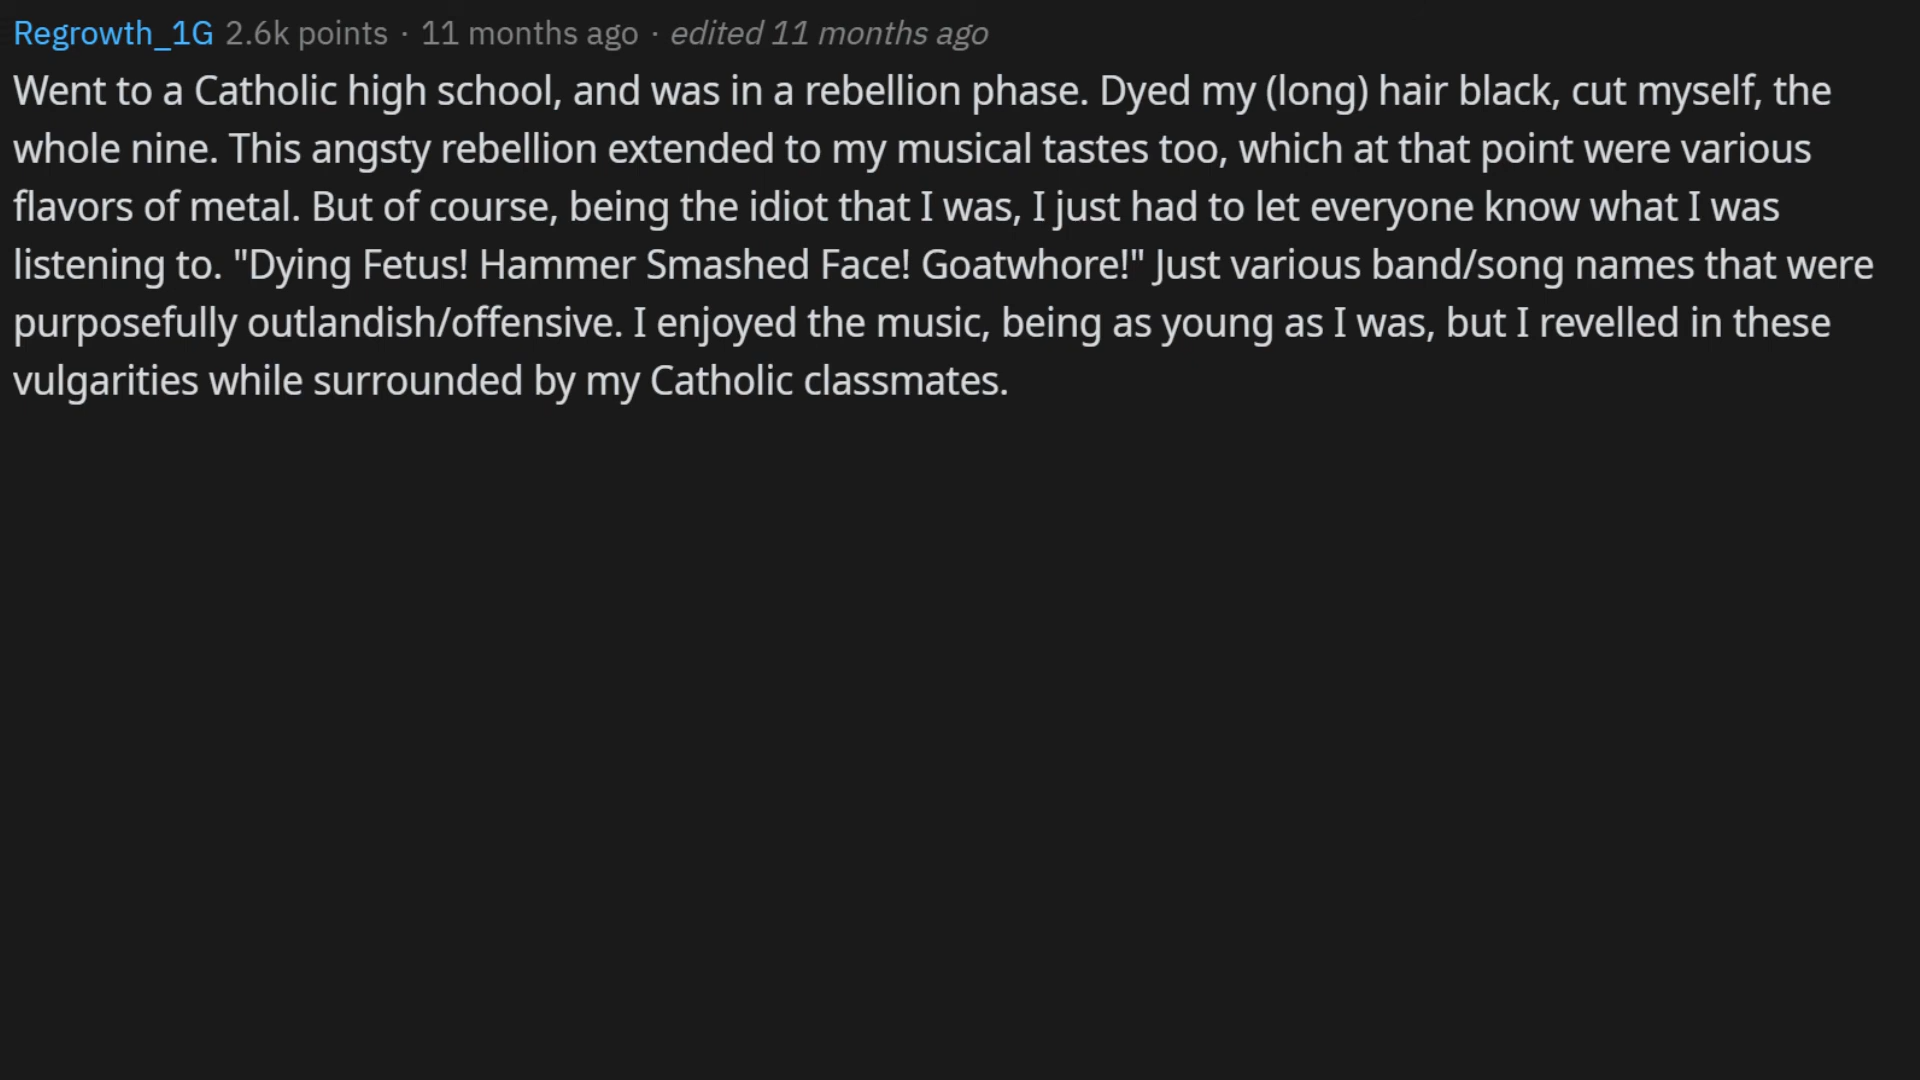 Regrowth_1G 2.6k points · 11 months ago · edited 11 months ago
Went to a Catholic high school, and was in a rebellion phase. Dyed my (long) hair black, cut myself, the
whole nine. This angsty rebellion extended to my musical tastes too, which at that point were various
flavors of metal. But of course, being the idiot that I was, I just had to let everyone know what I was
listening to. "Dying Fetus! Hammer Smashed Face! Goatwhore!" Just various band/song names that were
purposefully outlandish/offensive. I enjoyed the music, being as young as I was, but I revelled in these
vulgarities while surrounded by my Catholic classmates.